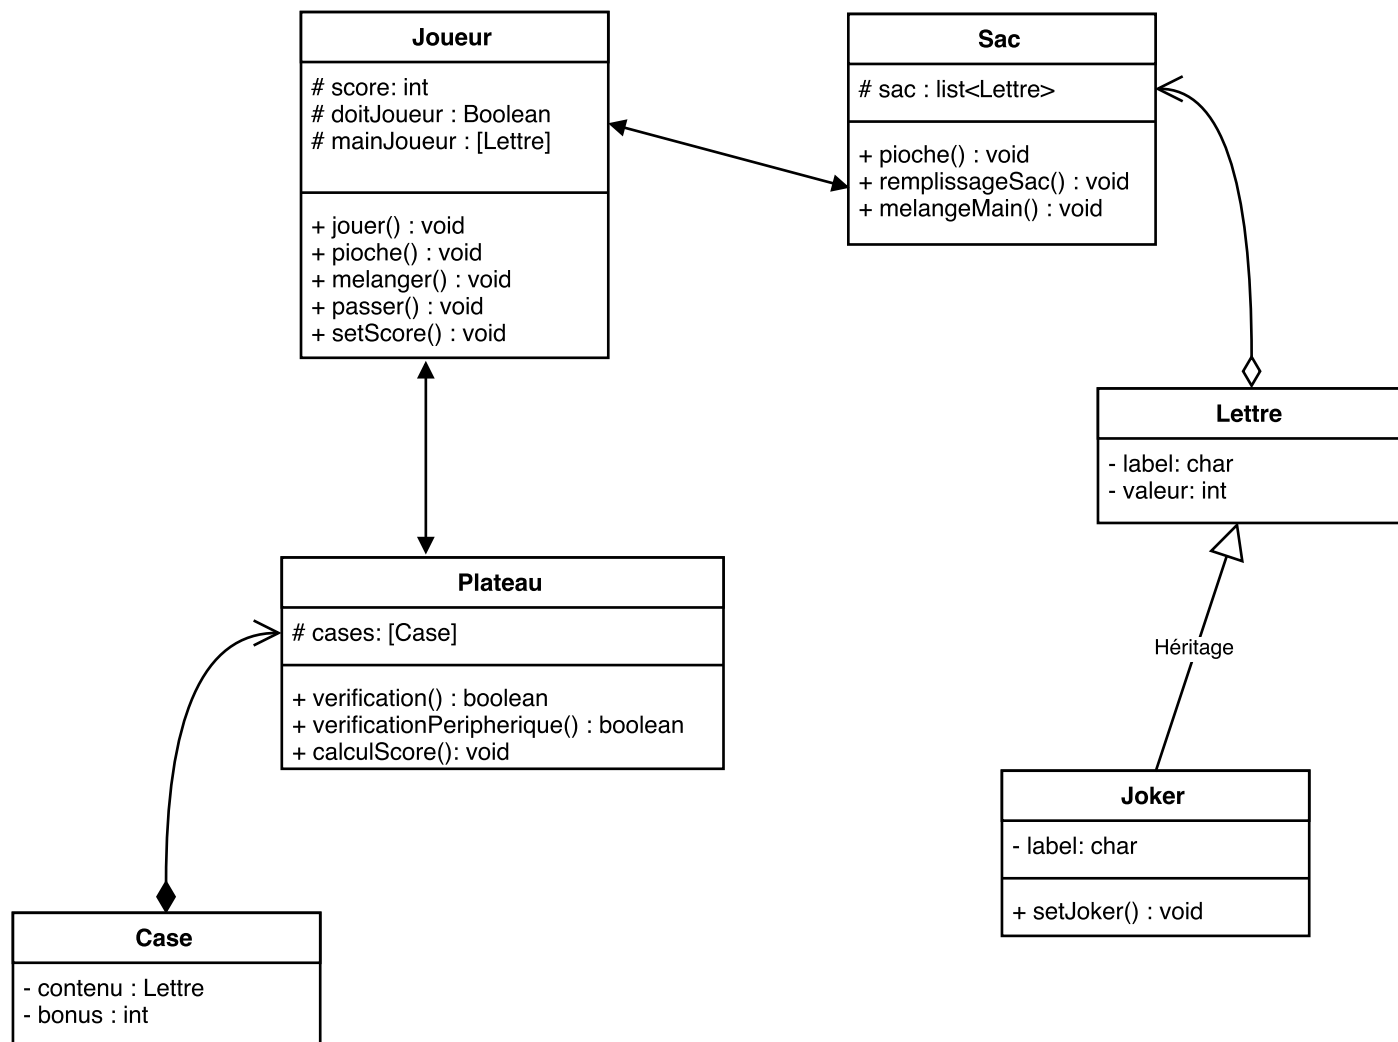 Joueur
# score: int
# doitJoueur : Boolean
# mainJoueur : [Lettre]
+ jouer() : void
+ pioche() : void
+ melanger() : void
+ passer() : void
+ setScore() : void
Sac
# sac : list<Lettre>
+ pioche() : void
+ remplissageSac() : void
+ melangeMain() : void
Lettre
- label: char
- valeur: int
Plateau
# cases: [Case]
+ verification() : boolean
+ verificationPeripherique() : boolean
+ calculScore(): void
Héritage
Joker
- label: char
+ setJoker() : void
Case
- contenu : Lettre
- bonus : int